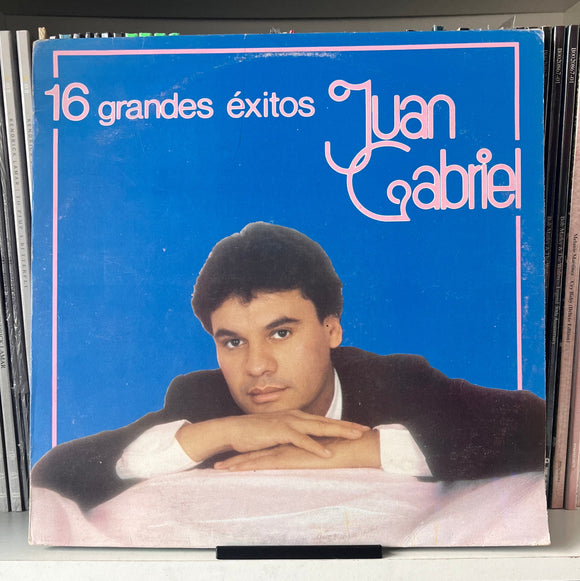 16 grandes éxitos
Juan
Gabriel